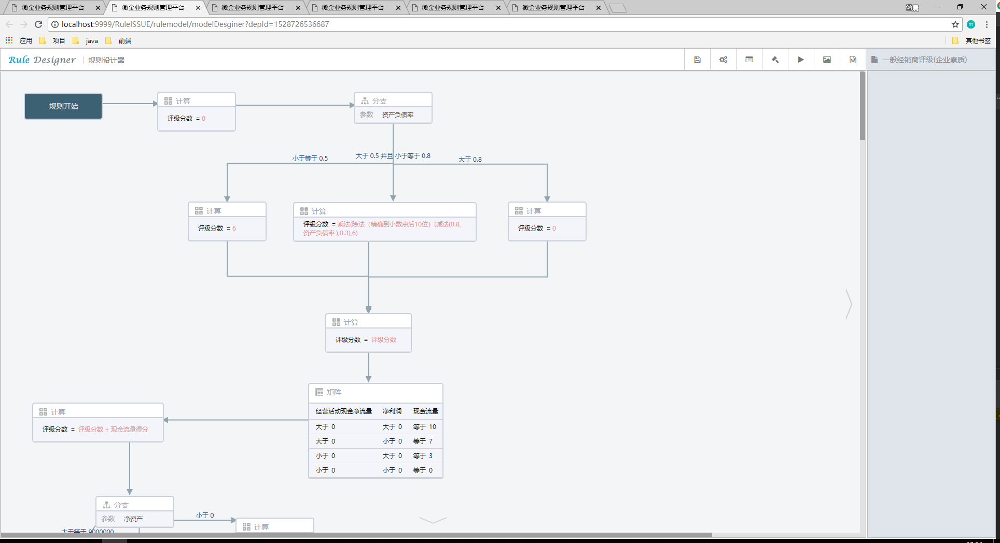 微金业务规则管理平台
微金业务规则管理平台
微金业务规则管理平台
微金业务规则管理平台
微金业务规则管理平台
微金业务规则管理平台
涵晨
localhost:9999/RuleISSUE/rulemodel/modelDesginer?depId=1528726536687
m
应用
项目
java
前端
其他书签
Rule Designer
规则设计器
一般经销商评级(企业素质)
规则开始
计算
评级分数 = 0
分支
参数 资产负债率
小于等于 0.5
大于 0.5 并且 小于等于 0.8
大于 0.8
计算
评级分数 = 6
计算
评级分数 = 乘法(除法（精确到小数点后10位）(减法(0.8,
资产负债率 ),0.3),6)
计算
评级分数 = 0
计算
评级分数 = 评级分数
矩阵
经营活动现金净流量 净利润 现金流量
大于 0 大于 0 等于 10
大于 0 小于 0 等于 7
小于 0 大于 0 等于 3
小于 0 小于 0 等于 0
计算
评级分数 = 评级分数 + 现金流量得分
分支
参数 净资产
小于 0
大于等于 9000000
计算